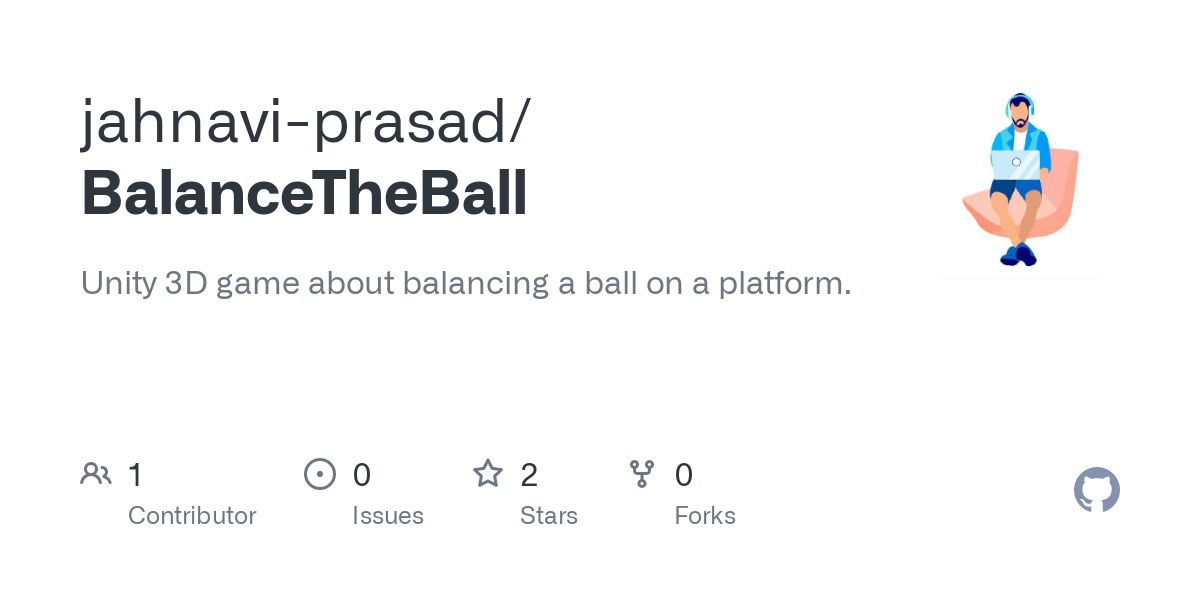 jahnavi-prasad/
BalanceTheBall
Unity 3D game about balancing a ball on a platform.
1
Contributor
0
Issues
2
Stars
0
Forks